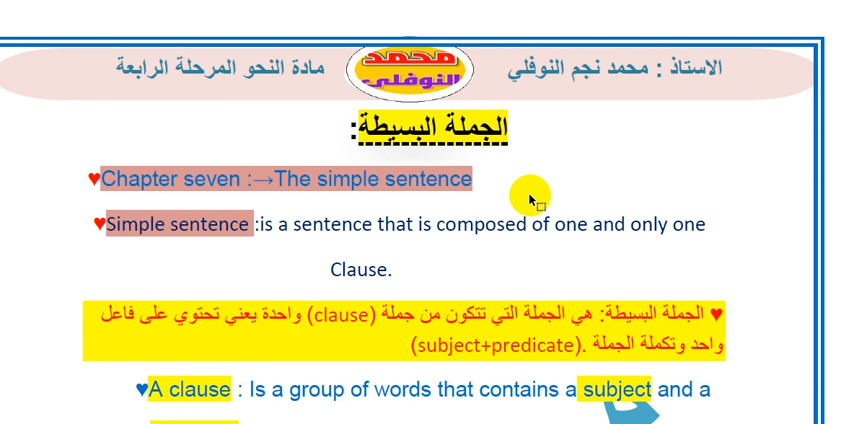 الاستاذ : محمد نجم النوفلي
محمد
النوفلي
مادة النحو المرحلة الرابعة
الجملة البسيطة:
♥Chapter seven :→The simple sentence
♥Simple sentence :is a sentence that is composed of one and only one
Clause.
♥ الجملة البسيطة: هي الجملة التي تتكون من جملة (clause) واحدة يعني تحتوي على فاعل
واحد وتكملة الجملة .(subject+predicate)
♥A clause : Is a group of words that contains a subject and a